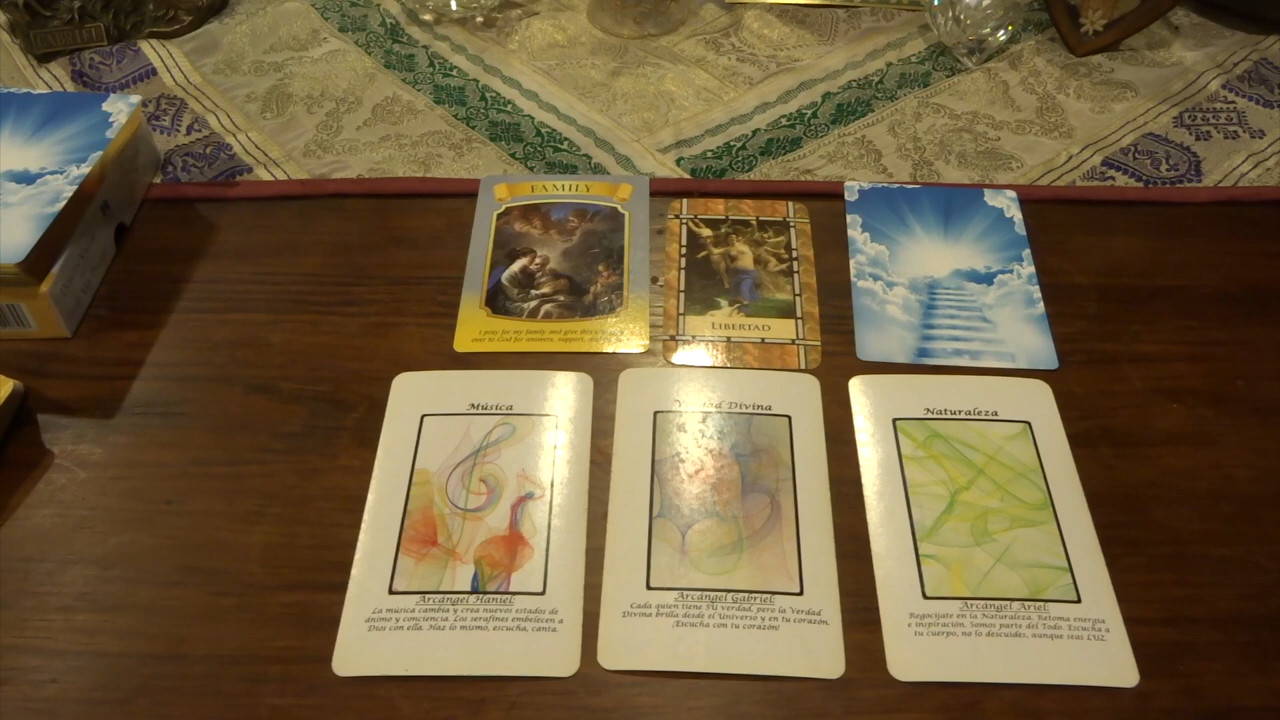 GABRIEL
FAMILY
I pray for my family and give this
over to God for answers, support,
LIBERTAD
Música
Arcángel Haniel:
La música cambia y crea nuevos estados de
ánimo y conciencia. Los serafines embelecen a
Dios con ella. Haz lo mismo, escucha, canta.
Divina
Arcángel Gabriel:
Cada quien tiene SU verdad, pero la Verdad
Divina brilla desde el Universo y en tu corazón.
¡Escucha con tu corazón!
Naturaleza
Arcángel Ariel:
Regocíjate en la Naturaleza. Retoma energía
e inspiración. Somos parte del Todo. Escucha a
tu cuerpo, no lo descuides, aunque seas LUZ.